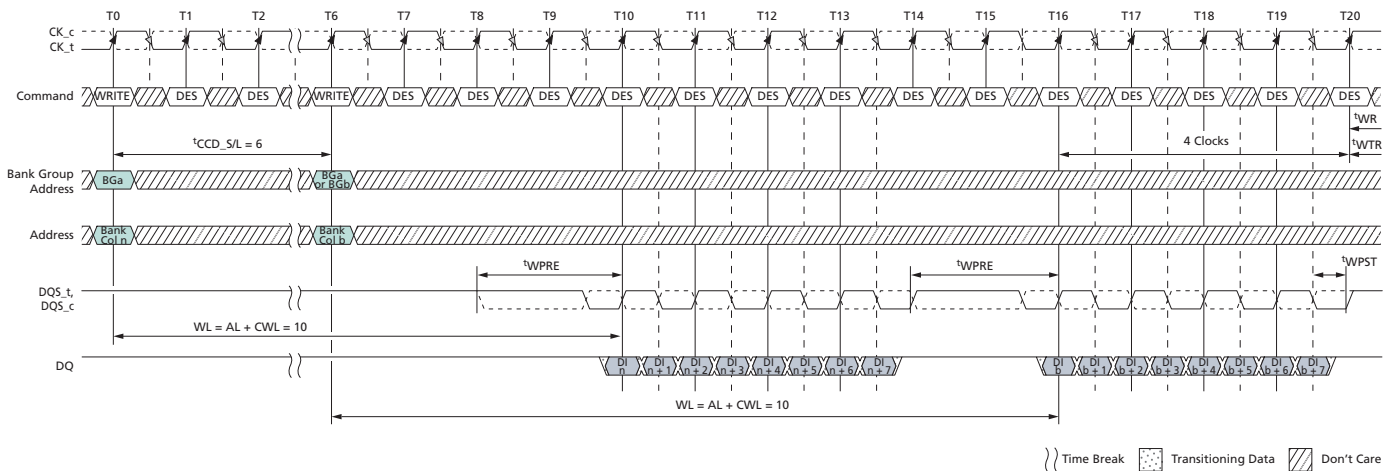 T0 T1 T2 T6 T7 T8 T9 T10 T11 T12 T13 T14 T15 T16 T17 T18 T19 T20
CK_c
CK_t
Command WRITE DES DES WRITE DES DES DES DES DES DES DES DES DES DES DES DES DES DES
tWR
tCCD_S/L = 6 4 Clocks tWTR
Bank Group
Address
BGa
BGa
or BGb
Address
Bank
Col n
Bank
Col b
tWPRE tWPRE tWPST
DQS_t,
DQS_c
WL = AL + CWL = 10
DQ
DI
n
DI
n + 1
DI
n + 2
DI
n + 3
DI
n + 4
DI
n + 5
DI
n + 6
DI
n + 7
DI
b
DI
b + 1
DI
b + 2
DI
b + 3
DI
b + 4
DI
b + 5
DI
b + 6
DI
b + 7
WL = AL + CWL = 10
Time Break Transitioning Data Don't Care